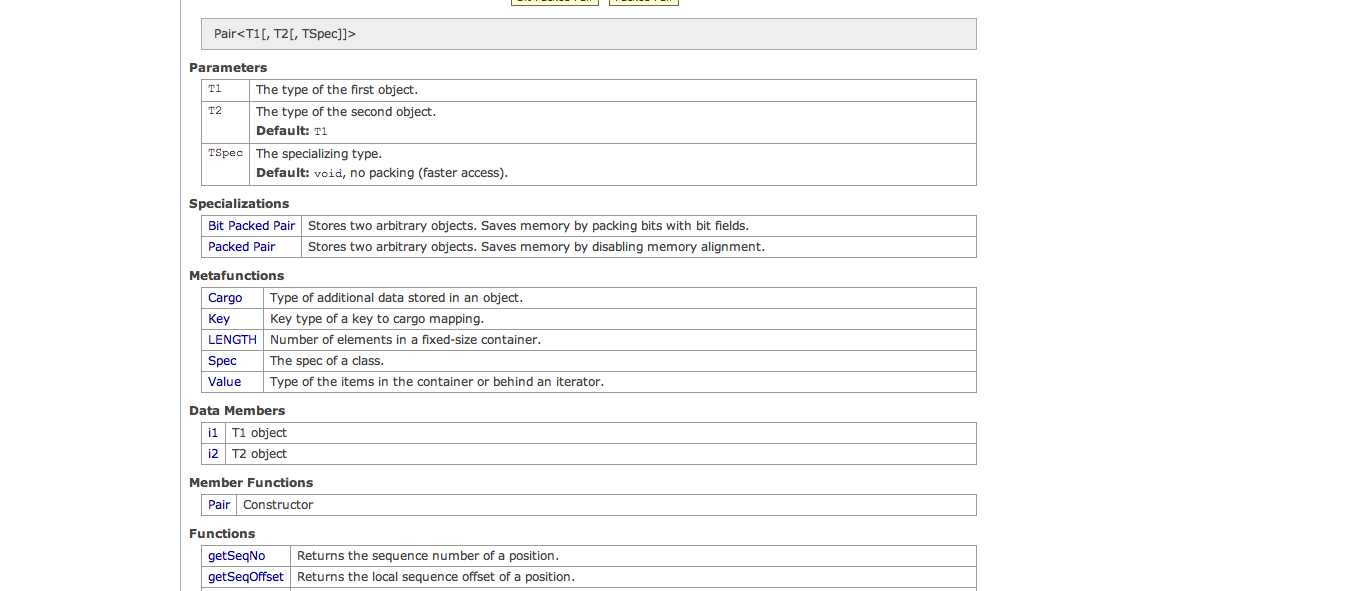 Pair<T1[, T2[, TSpec]]>
Parameters
T1 The type of the first object.
T2 The type of the second object.
Default: T1
TSpec The specializing type.
Default: void, no packing (faster access).
Specializations
Bit Packed Pair Stores two arbitrary objects. Saves memory by packing bits with bit fields.
Packed Pair Stores two arbitrary objects. Saves memory by disabling memory alignment.
Metafunctions
Cargo Type of additional data stored in an object.
Key Key type of a key to cargo mapping.
LENGTH Number of elements in a fixed-size container.
Spec The spec of a class.
Value Type of the items in the container or behind an iterator.
Data Members
i1 T1 object
i2 T2 object
Member Functions
Pair Constructor
Functions
getSeqNo Returns the sequence number of a position.
getSeqOffset Returns the local sequence offset of a position.